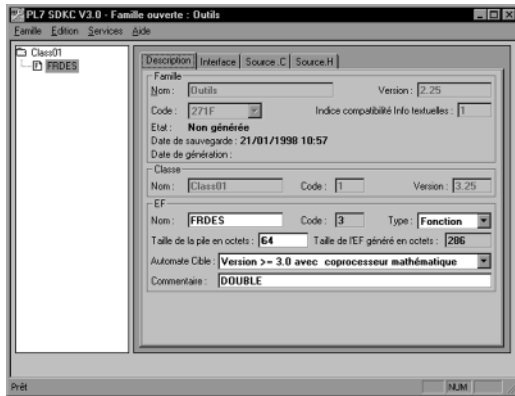 PL7 SDKC V3.0 - Famille ouverte : Outils
Famille Edition Services Aide
Class01
FRDES
Description Interface Source .C Source.H
Famille
Nom : Outils Version : 2.25
Code : 271F Indice compatibilité Info textuelles : 1
Etat : Non générée
Date de sauvegarde : 21/01/1998 10:57
Date de génération :
Classe
Nom : Class01 Code : 1 Version : 3.25
EF
Nom : FRDES Code : 3 Type : Fonction
Taille de la pile en octets : 64 Taille de l'EF généré en octets : 286
Automate Cible : Version >= 3.0 avec coprocesseur mathématique
Commentaire : DOUBLE
Prêt NUM